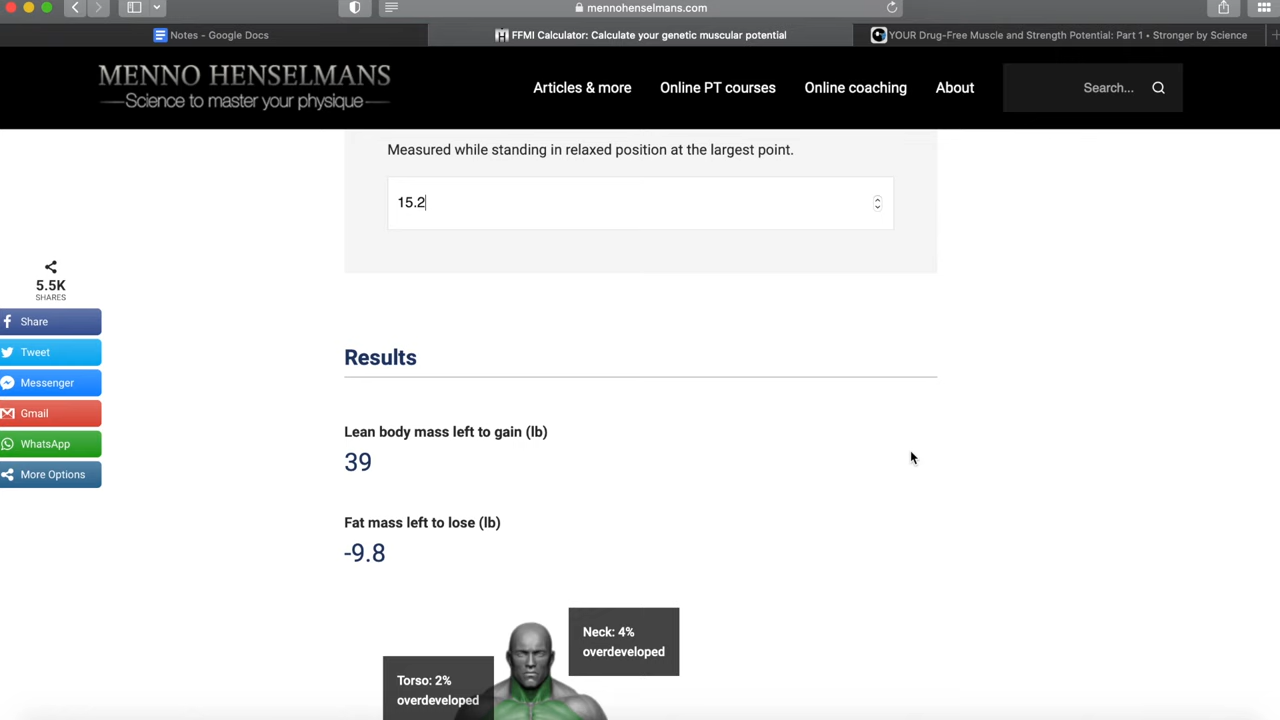 mennohenselmans.com
Notes - Google Docs
FFMI Calculator: Calculate your genetic muscular potential
YOUR Drug-Free Muscle and Strength Potential: Part 1 • Stronger by Science
MENNO HENSELMANS
Science to master your physique
Articles & more
Online PT courses
Online coaching
About
Search...
Measured while standing in relaxed position at the largest point.
15.2
5.5K
SHARES
Share
Tweet
Messenger
Gmail
WhatsApp
More Options
Results
Lean body mass left to gain (lb)
39
Fat mass left to lose (lb)
-9.8
Neck: 4%
overdeveloped
Torso: 2%
overdeveloped